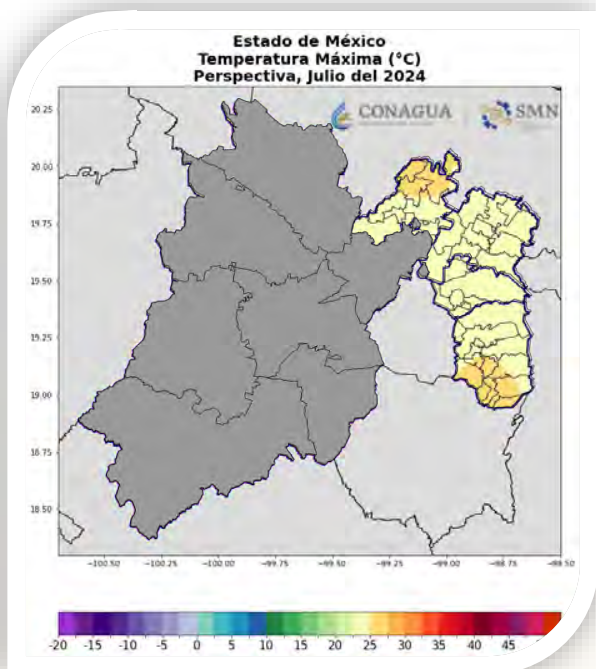 Estado de México
Temperatura Máxima (°C)
Perspectiva, Julio del 2024
CONAGUA
SMN
20.25
20.00
19.75
19.50
19.25
19.00
18.75
18.50
−100.50 −100.25 −100.00 −99.75 −99.50 −99.25 −99.00 −98.75 −98.50
-20 -15 -10 -5 0 5 10 15 20 25 30 35 40 45